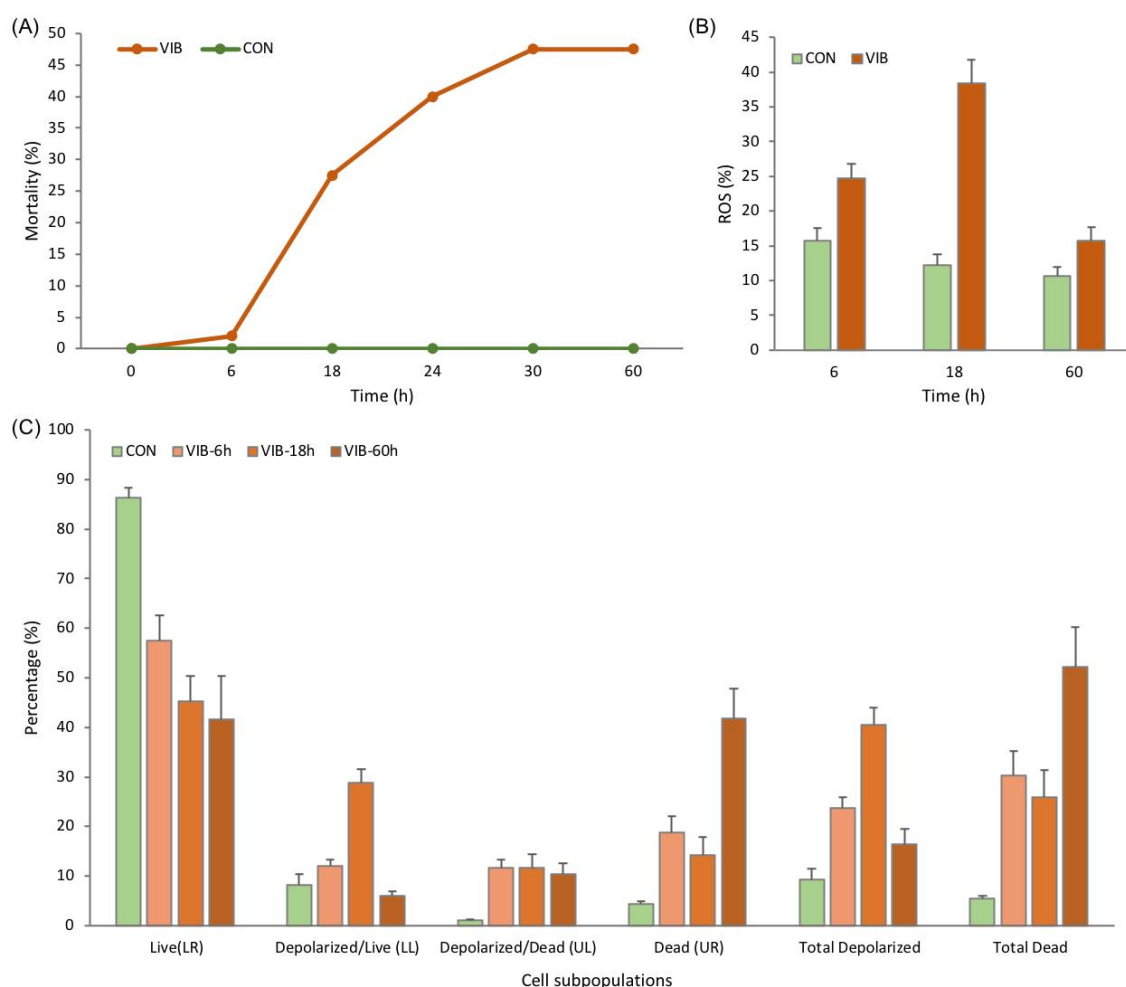 (A)
50
45
40
35
30
25
20
15
10
5
0
Mortality (%)
VIB CON
0 6 18 24 30 60
Time (h)
(B)
45
40
35
30
25
20
15
10
5
0
ROS (%)
CON VIB
6 18 60
Time (h)
(C)
100
90
80
70
60
50
40
30
20
10
0
Percentage (%)
CON VIB-6h VIB-18h VIB-60h
Live(LR) Depolarized/Live (LL) Depolarized/Dead (UL) Dead (UR) Total Depolarized Total Dead
Cell subpopulations